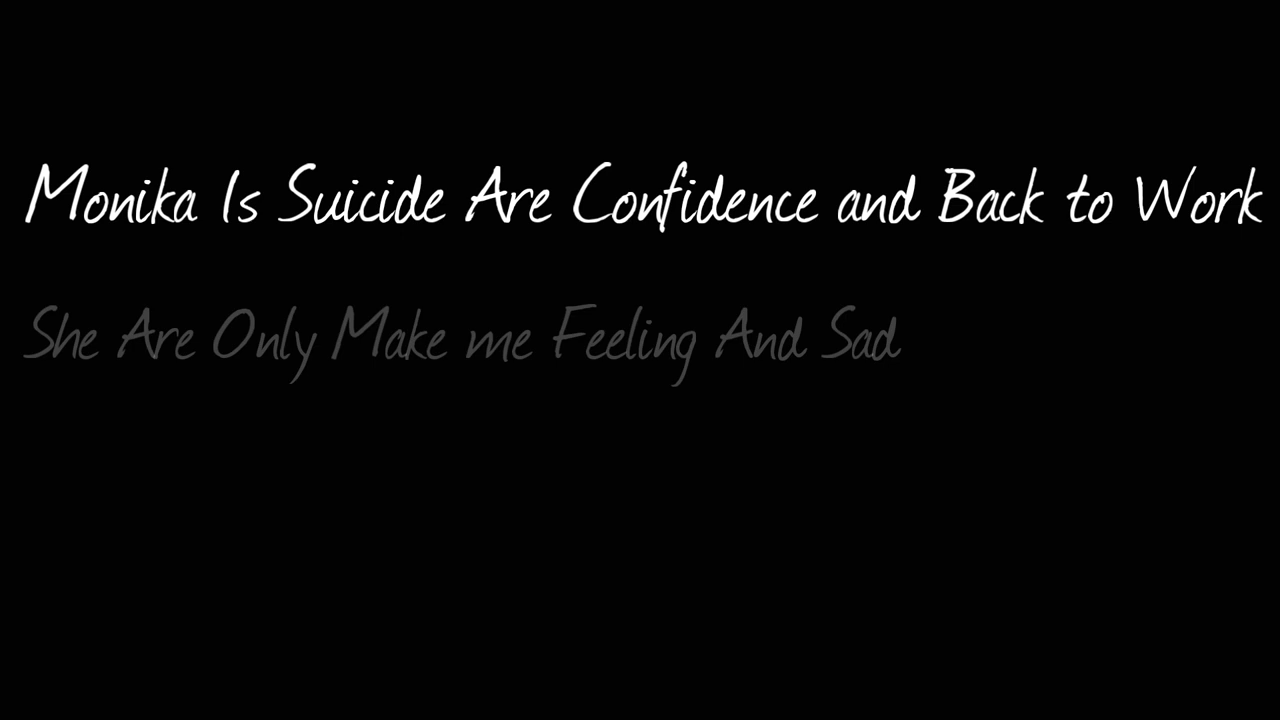 Monika Is Suicide Are Confidence and Back to Work
She Are Only Make me Feeling And Sad